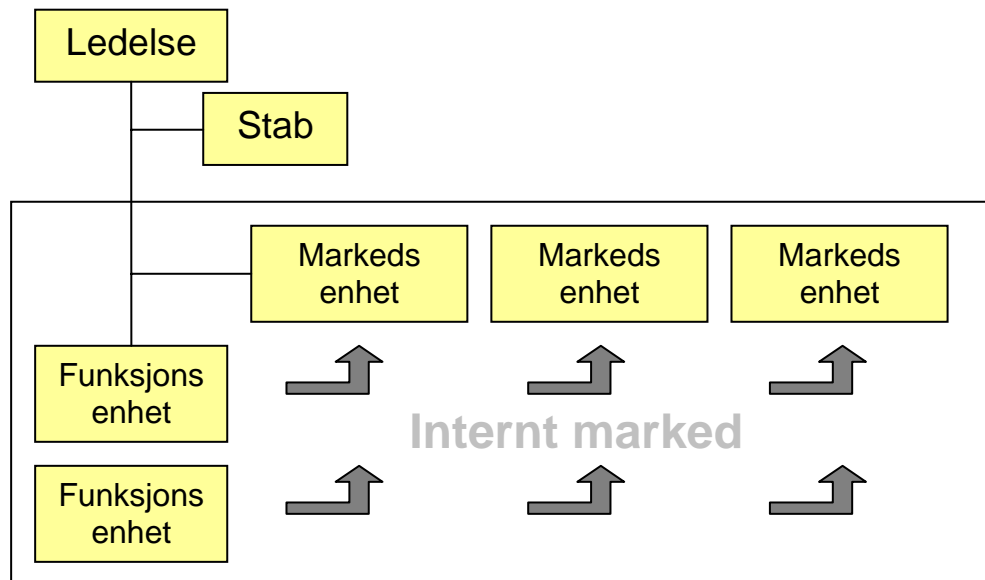 Ledelse
Stab
Markeds
enhet
Markeds
enhet
Markeds
enhet
Funksjons
enhet
Internt marked
Funksjons
enhet